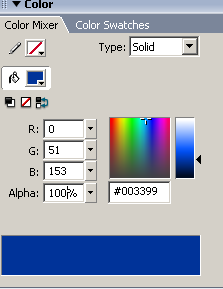 Color
Color Mixer Color Swatches
Type: Solid
R: 0
G: 51
B: 153
Alpha: 100%
#003399